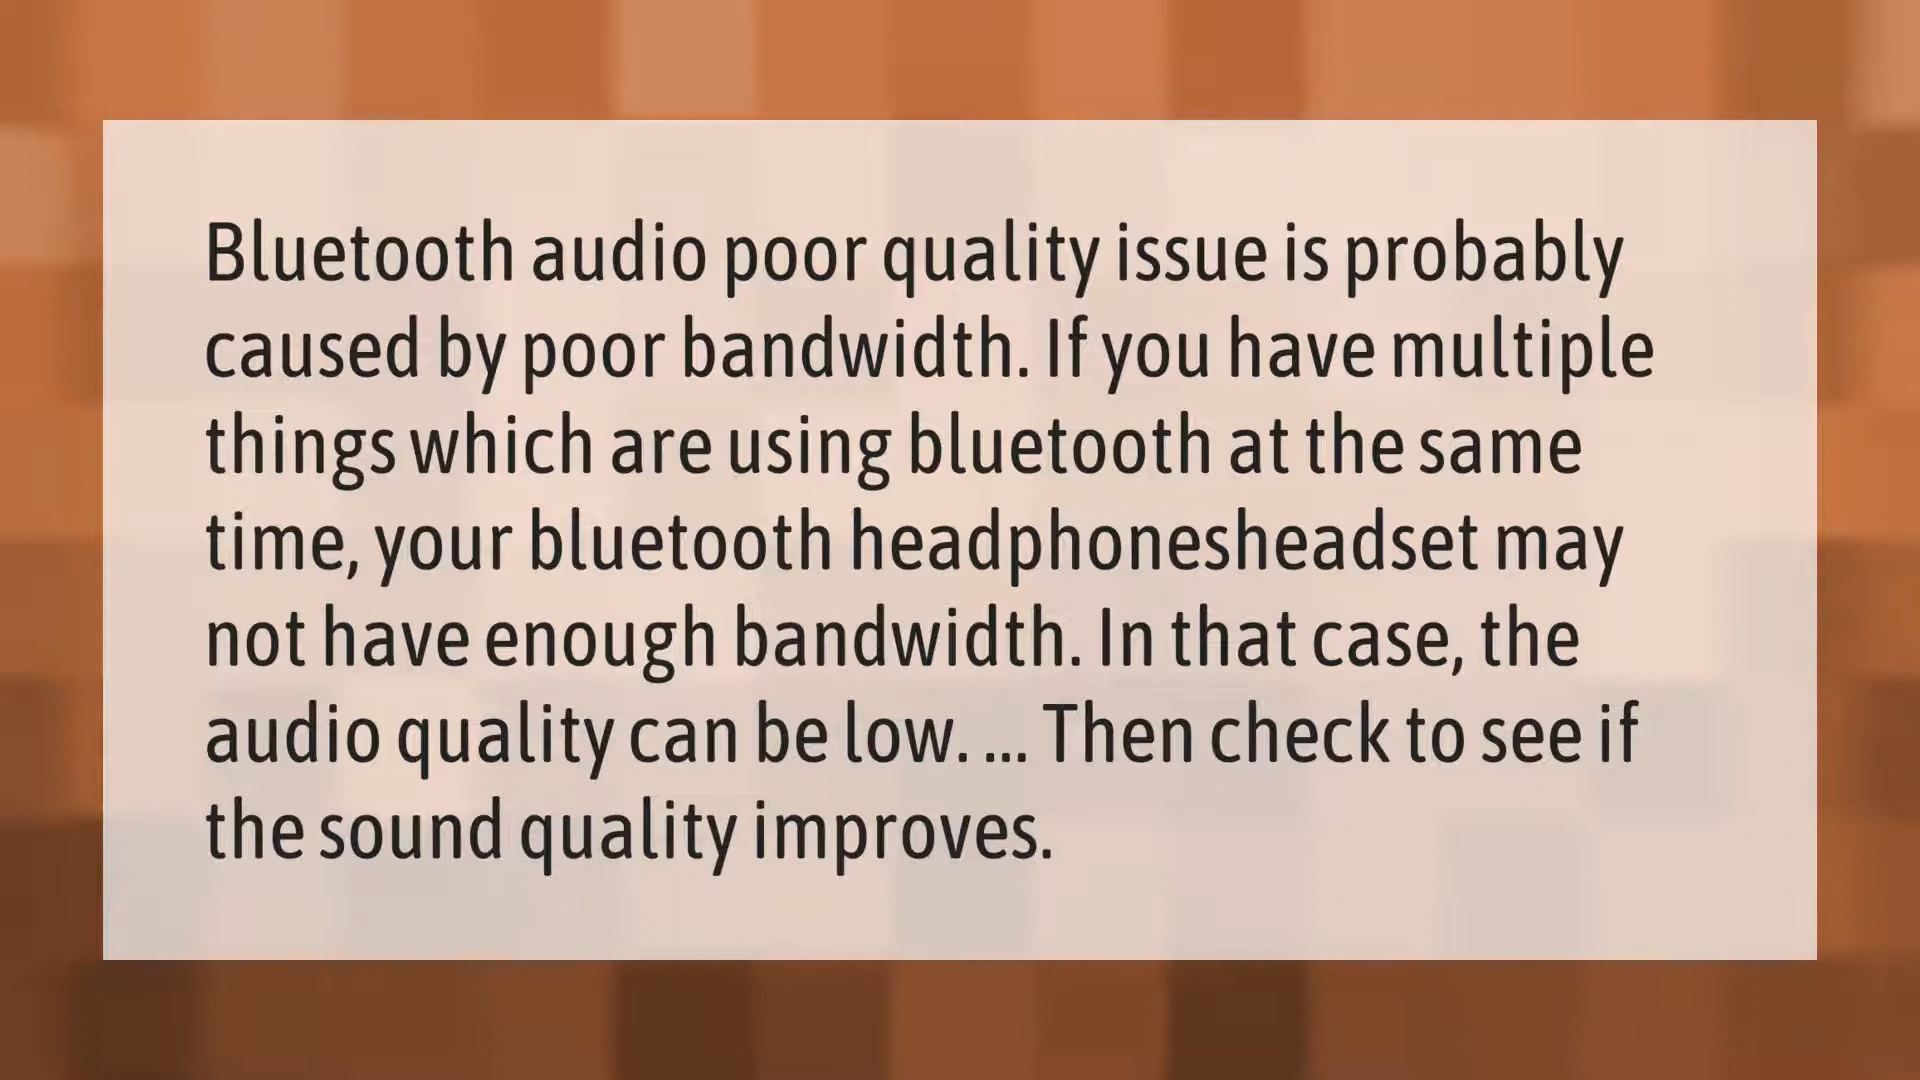 Bluetooth audio poor quality issue is probably
caused by poor bandwidth. If you have multiple
things which are using bluetooth at the same
time, your bluetooth headphonesheadset may
not have enough bandwidth. In that case, the
audio quality can be low. ... Then check to see if
the sound quality improves.